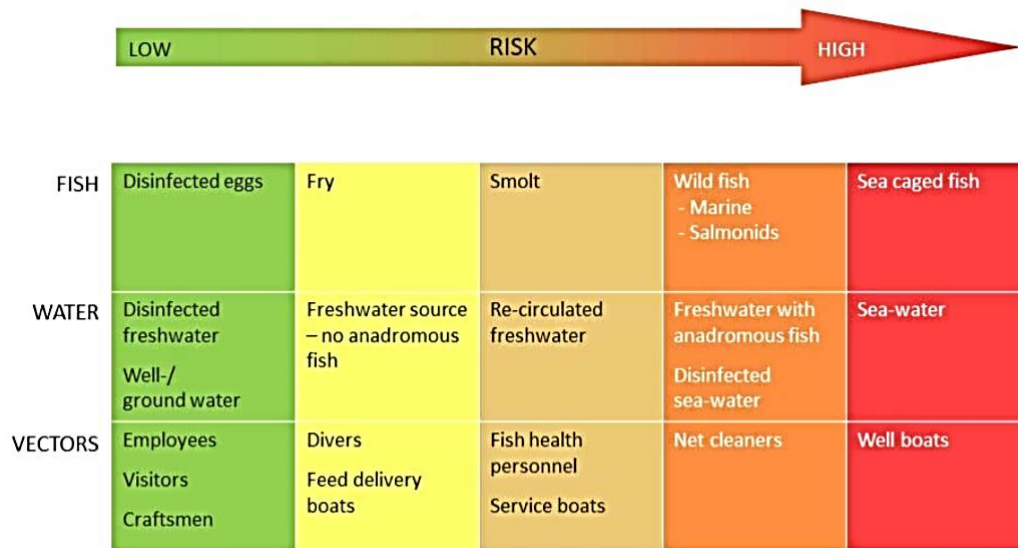 LOW RISK HIGH
FISH
Disinfected eggs
Fry
Smolt
Wild fish
- Marine
- Salmonids
Sea caged fish
WATER
Disinfected
freshwater
Well-/
ground water
Freshwater source
– no anadromous
fish
Re-circulated
freshwater
Freshwater with
anadromous fish
Disinfected
sea-water
Sea-water
VECTORS
Employees
Visitors
Craftsmen
Divers
Feed delivery
boats
Fish health
personnel
Service boats
Net cleaners
Well boats